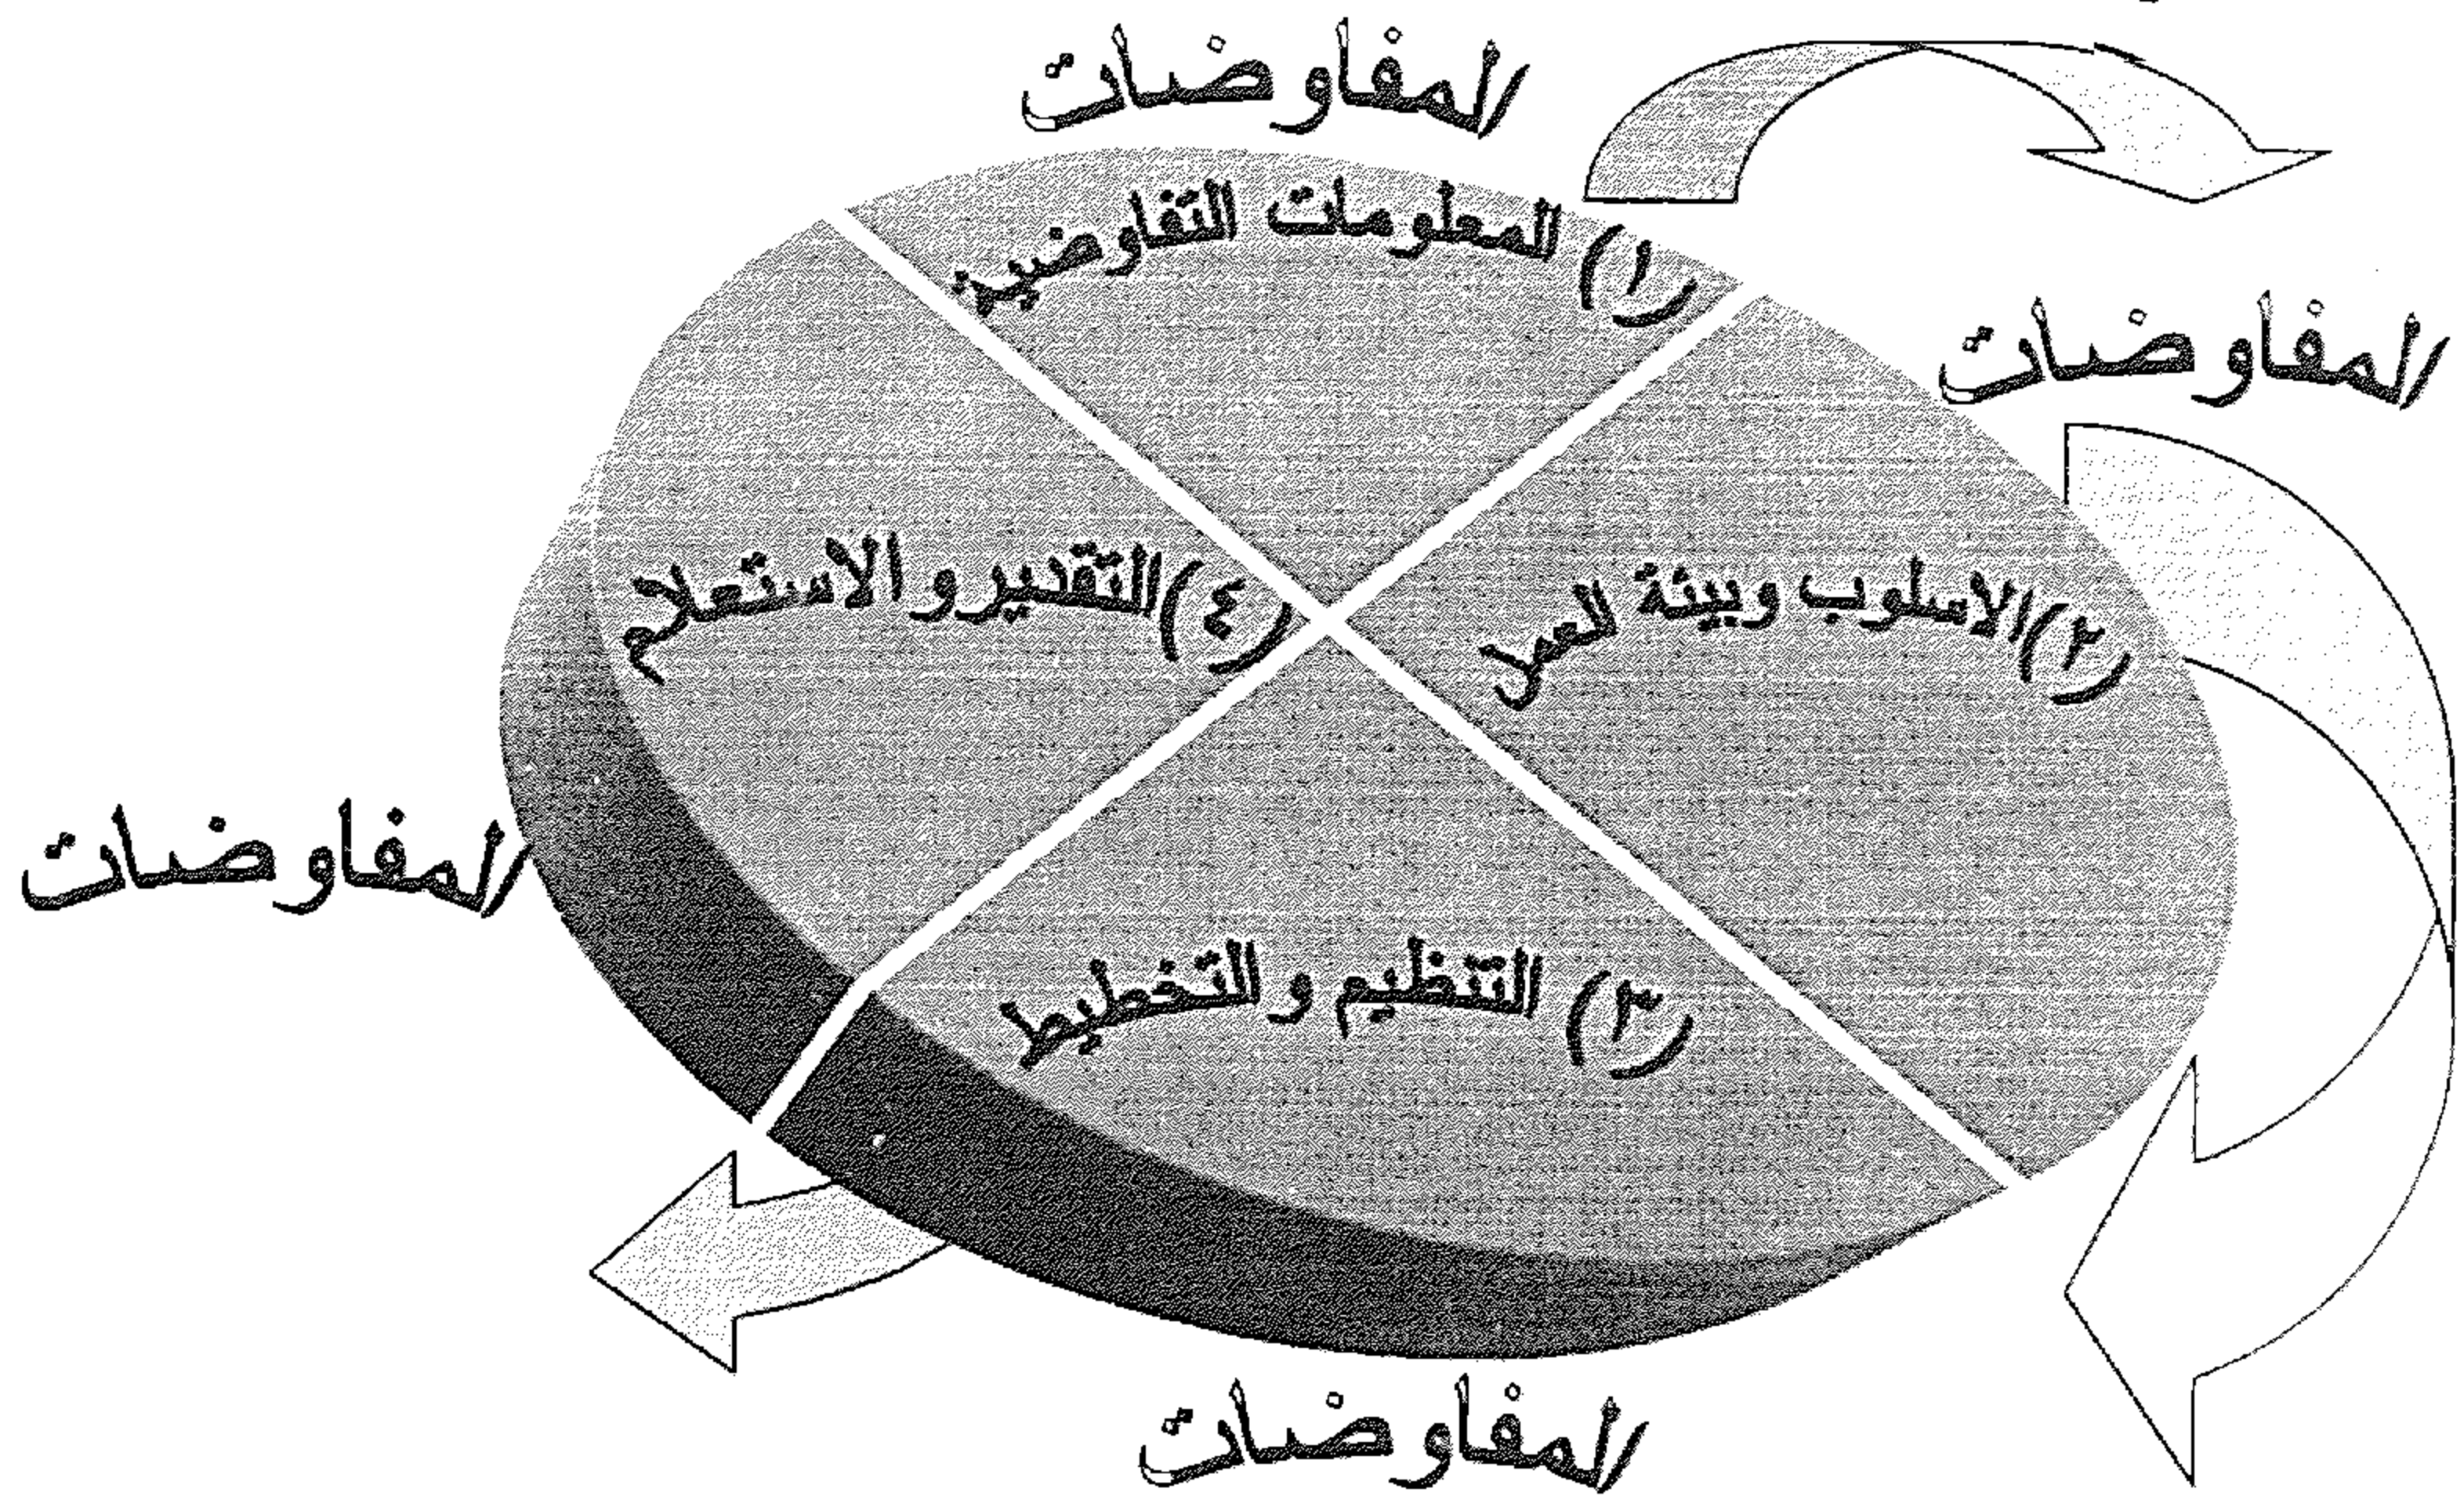 المفاوضات
(١) المعلومات التفاوضية
المفاوضات
(٢) الاسلوب وبيئة العمل
(٤) التقدير و الاستعلام
المفاوضات
(٣) التنظيم و التخطيط
المفاوضات